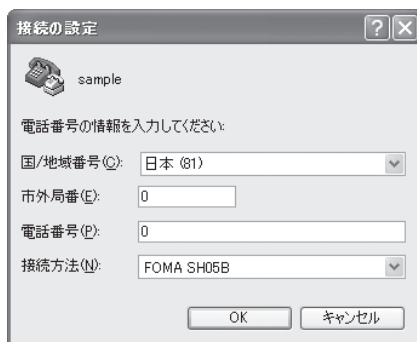 接続の設定
sample
電話番号の情報を入力してください:
国/地域番号(C): 日本 (81)
市外局番(E): 0
電話番号(P): 0
接続方法(N): FOMA SH05B
OK キャンセル